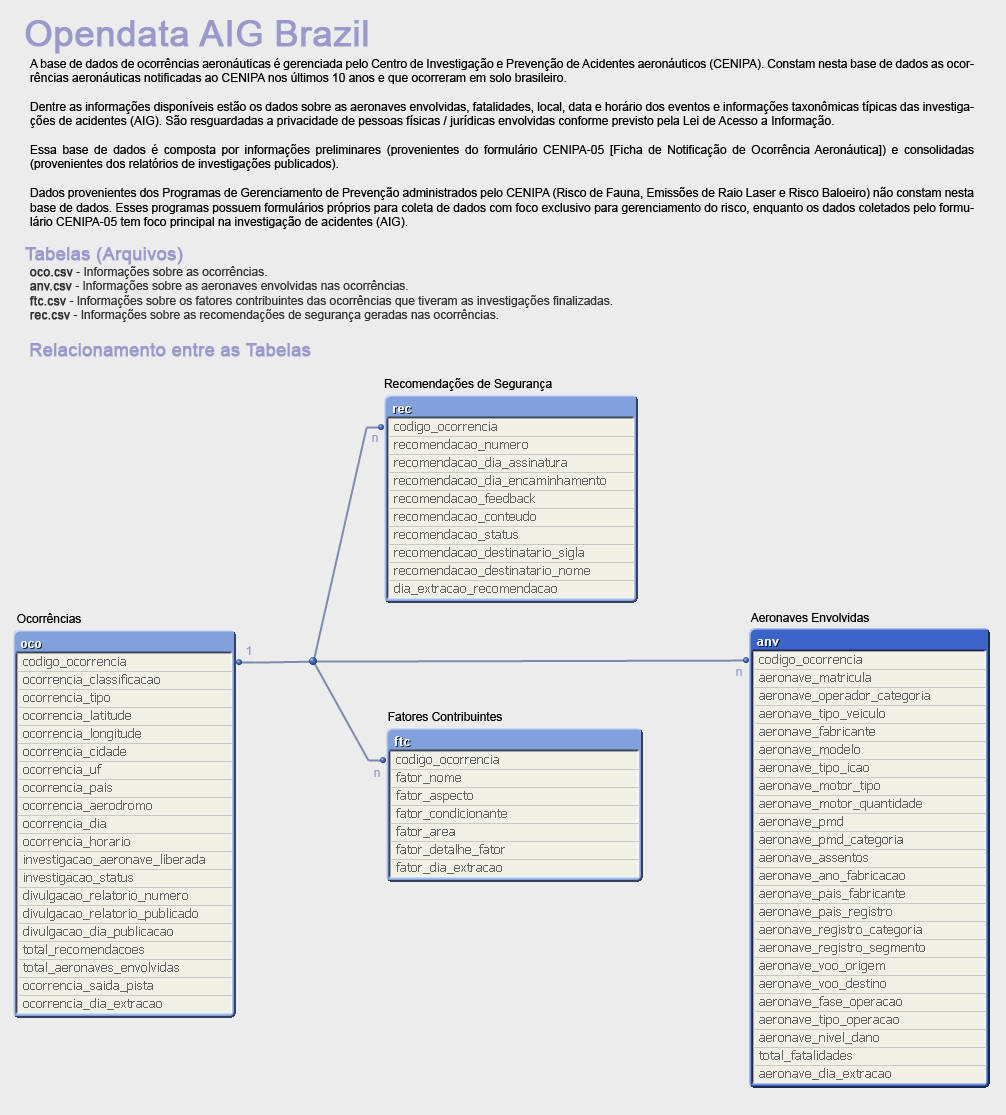 Opendata AIG Brazil
A base de dados de ocorrências aeronáuticas é gerenciada pelo Centro de Investigação e Prevenção de Acidentes aeronáuticos (CENIPA). Constam nesta base de dados as ocor-
rências aeronáuticas notificadas ao CENIPA nos últimos 10 anos e que ocorreram em solo brasileiro.
Dentre as informações disponíveis estão os dados sobre as aeronaves envolvidas, fatalidades, local, data e horário dos eventos e informações taxonômicas típicas das investiga-
ções de acidentes (AIG). São resguardadas a privacidade de pessoas físicas / jurídicas envolvidas conforme previsto pela Lei de Acesso a Informação.
Essa base de dados é composta por informações preliminares (provenientes do formulário CENIPA-05 [Ficha de Notificação de Ocorrência Aeronáutica]) e consolidadas
(provenientes dos relatórios de investigações publicados).
Dados provenientes dos Programas de Gerenciamento de Prevenção administrados pelo CENIPA (Risco de Fauna, Emissões de Raio Laser e Risco Baloeiro) não constam nesta
base de dados. Esses programas possuem formulários próprios para coleta de dados com foco exclusivo para gerenciamento do risco, enquanto os dados coletados pelo formu-
lário CENIPA-05 tem foco principal na investigação de acidentes (AIG).
Tabelas (Arquivos)
oco.csv - Informações sobre as ocorrências.
anv.csv - Informações sobre as aeronaves envolvidas nas ocorrências.
ftc.csv - Informações sobre os fatores contribuintes das ocorrências que tiveram as investigações finalizadas.
rec.csv - Informações sobre as recomendações de segurança geradas nas ocorrências.
Relacionamento entre as Tabelas
Recomendações de Segurança
rec
codigo_ocorrencia
recomendacao_numero
recomendacao_dia_assinatura
recomendacao_dia_encaminhamento
recomendacao_feedback
recomendacao_conteudo
recomendacao_status
recomendacao_destinatario_sigla
recomendacao_destinatario_nome
dia_extracao_recomendacao
n
Ocorrências
oco
codigo_ocorrencia
ocorrencia_classificacao
ocorrencia_tipo
ocorrencia_latitude
ocorrencia_longitude
ocorrencia_cidade
ocorrencia_uf
ocorrencia_pais
ocorrencia_aerodromo
ocorrencia_dia
ocorrencia_horario
investigacao_aeronave_liberada
investigacao_status
divulgacao_relatorio_numero
divulgacao_relatorio_publicado
divulgacao_dia_publicacao
total_recomendacoes
total_aeronaves_envolvidas
ocorrencia_saida_pista
ocorrencia_dia_extracao
1
Fatores Contribuintes
ftc
codigo_ocorrencia
fator_nome
fator_aspecto
fator_condicionante
fator_area
fator_detalhe_fator
fator_dia_extracao
n
Aeronaves Envolvidas
anv
codigo_ocorrencia
aeronave_matricula
aeronave_operador_categoria
aeronave_tipo_veiculo
aeronave_fabricante
aeronave_modelo
aeronave_tipo_icao
aeronave_motor_tipo
aeronave_motor_quantidade
aeronave_pmd
aeronave_pmd_categoria
aeronave_assentos
aeronave_ano_fabricacao
aeronave_pais_fabricante
aeronave_pais_registro
aeronave_registro_categoria
aeronave_registro_segmento
aeronave_voo_origem
aeronave_voo_destino
aeronave_fase_operacao
aeronave_tipo_operacao
aeronave_nivel_dano
total_fatalidades
aeronave_dia_extracao
n